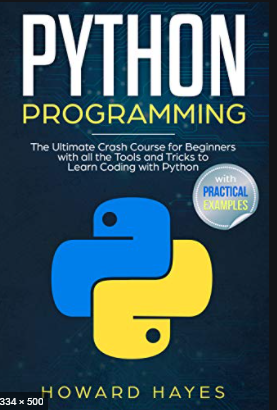 PYTHON
PROGRAMMING
The Ultimate Crash Course for Beginners
with all the Tools and Tricks to
Learn Coding with Python
with
PRACTICAL
EXAMPLES
334 × 500
HOWARD HAYES